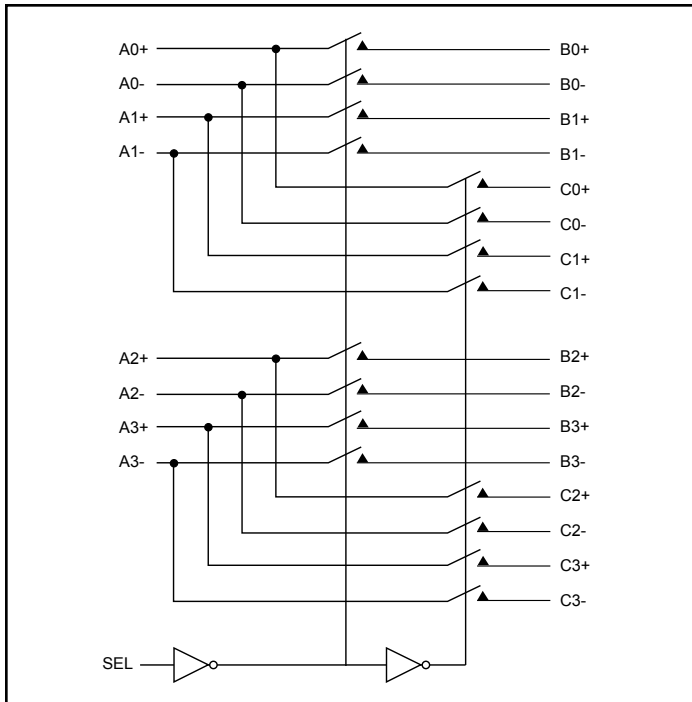 A0+ B0+
A0- B0-
A1+ B1+
A1- B1-
C0+
C0-
C1+
C1-
A2+ B2+
A2- B2-
A3+ B3+
A3- B3-
C2+
C2-
C3+
C3-
SEL